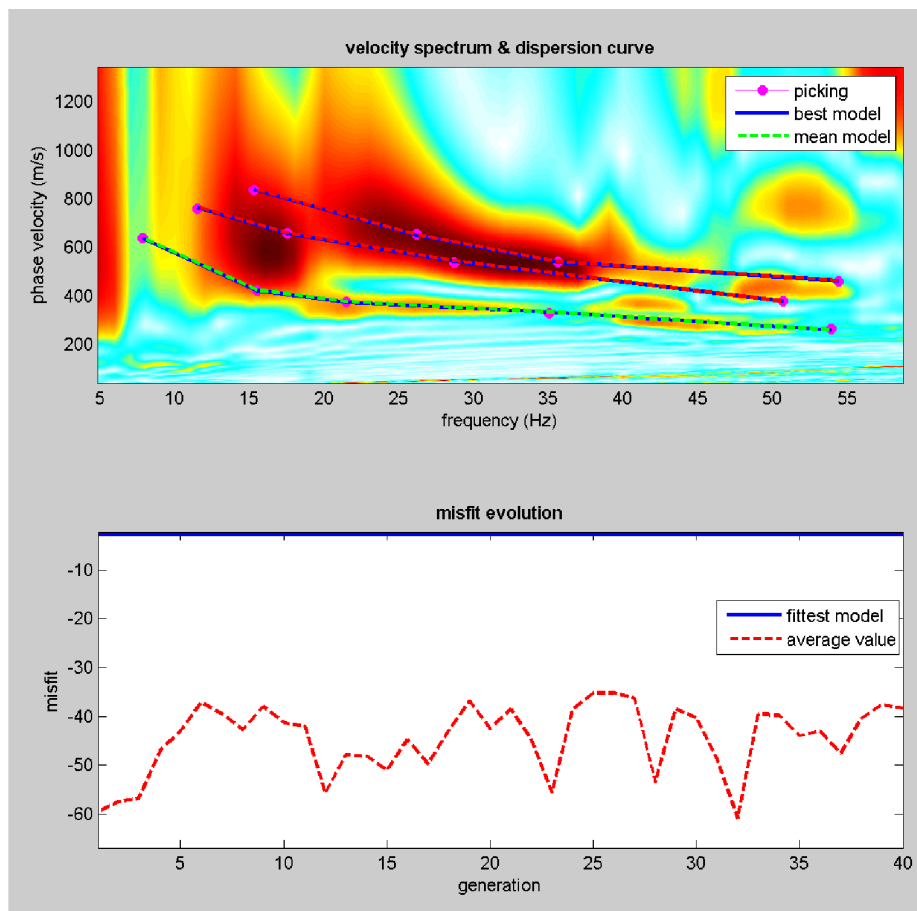 velocity spectrum & dispersion curve
1200
1000
800
600
400
200
phase velocity (m/s)
picking
best model
mean model
5 10 15 20 25 30 35 40 45 50 55
frequency (Hz)
misfit evolution
-10
-20
-30
-40
-50
-60
misfit
fittest model
average value
5 10 15 20 25 30 35 40
generation